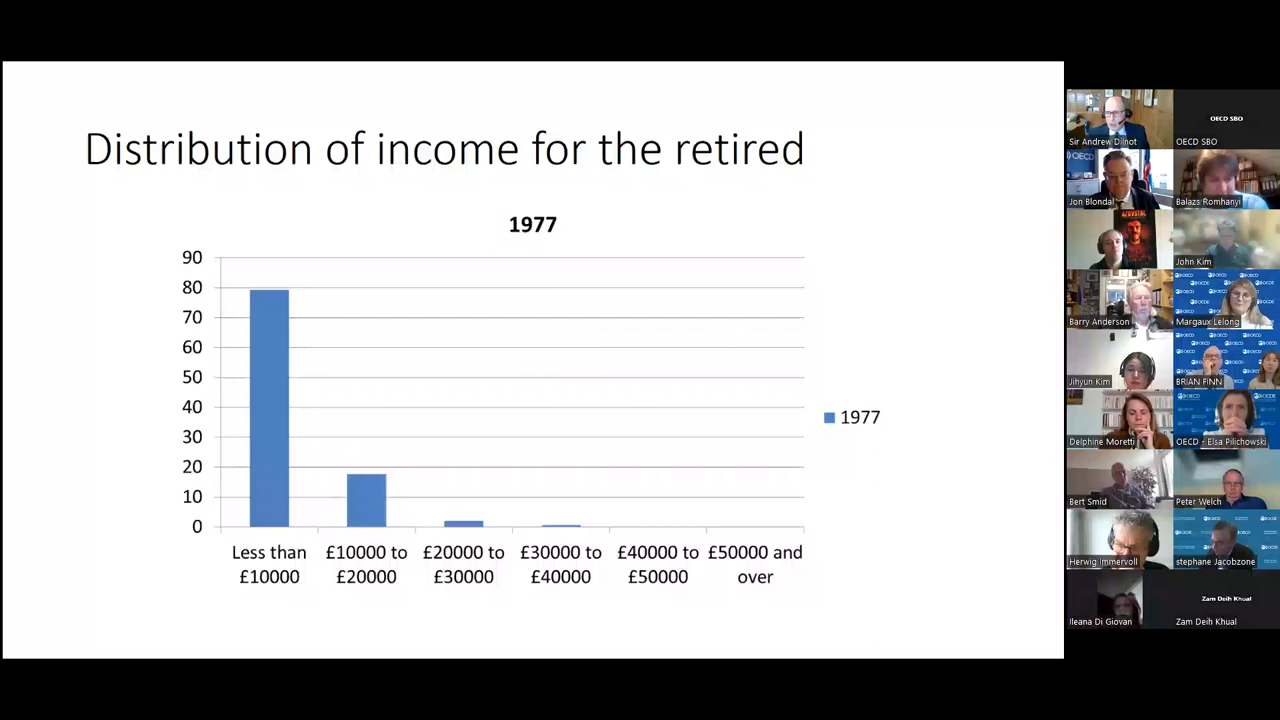 Distribution of income for the retired
1977
90
80
70
60
50
40
30
20
10
0
Less than
£10000
£10000 to
£20000
£20000 to
£30000
£30000 to
£40000
£40000 to
£50000
£50000 and
over
1977
Sir Andrew Dilnot
OECD SBO
OECD SBO
OECD
Jon Blondal
Balazs Romhanyi
AZOVSTAL
John Kim
Barry Anderson
Margaux Lelong
Jihyun Kim
BRIAN FINN
Delphine Moretti
OECD - Elsa Pilichowski
Bert Smid
Peter Welch
Herwig Immervoll
stephane Jacobzone
Ileana Di Giovan
Zam Deih Khual
Zam Deih Khual